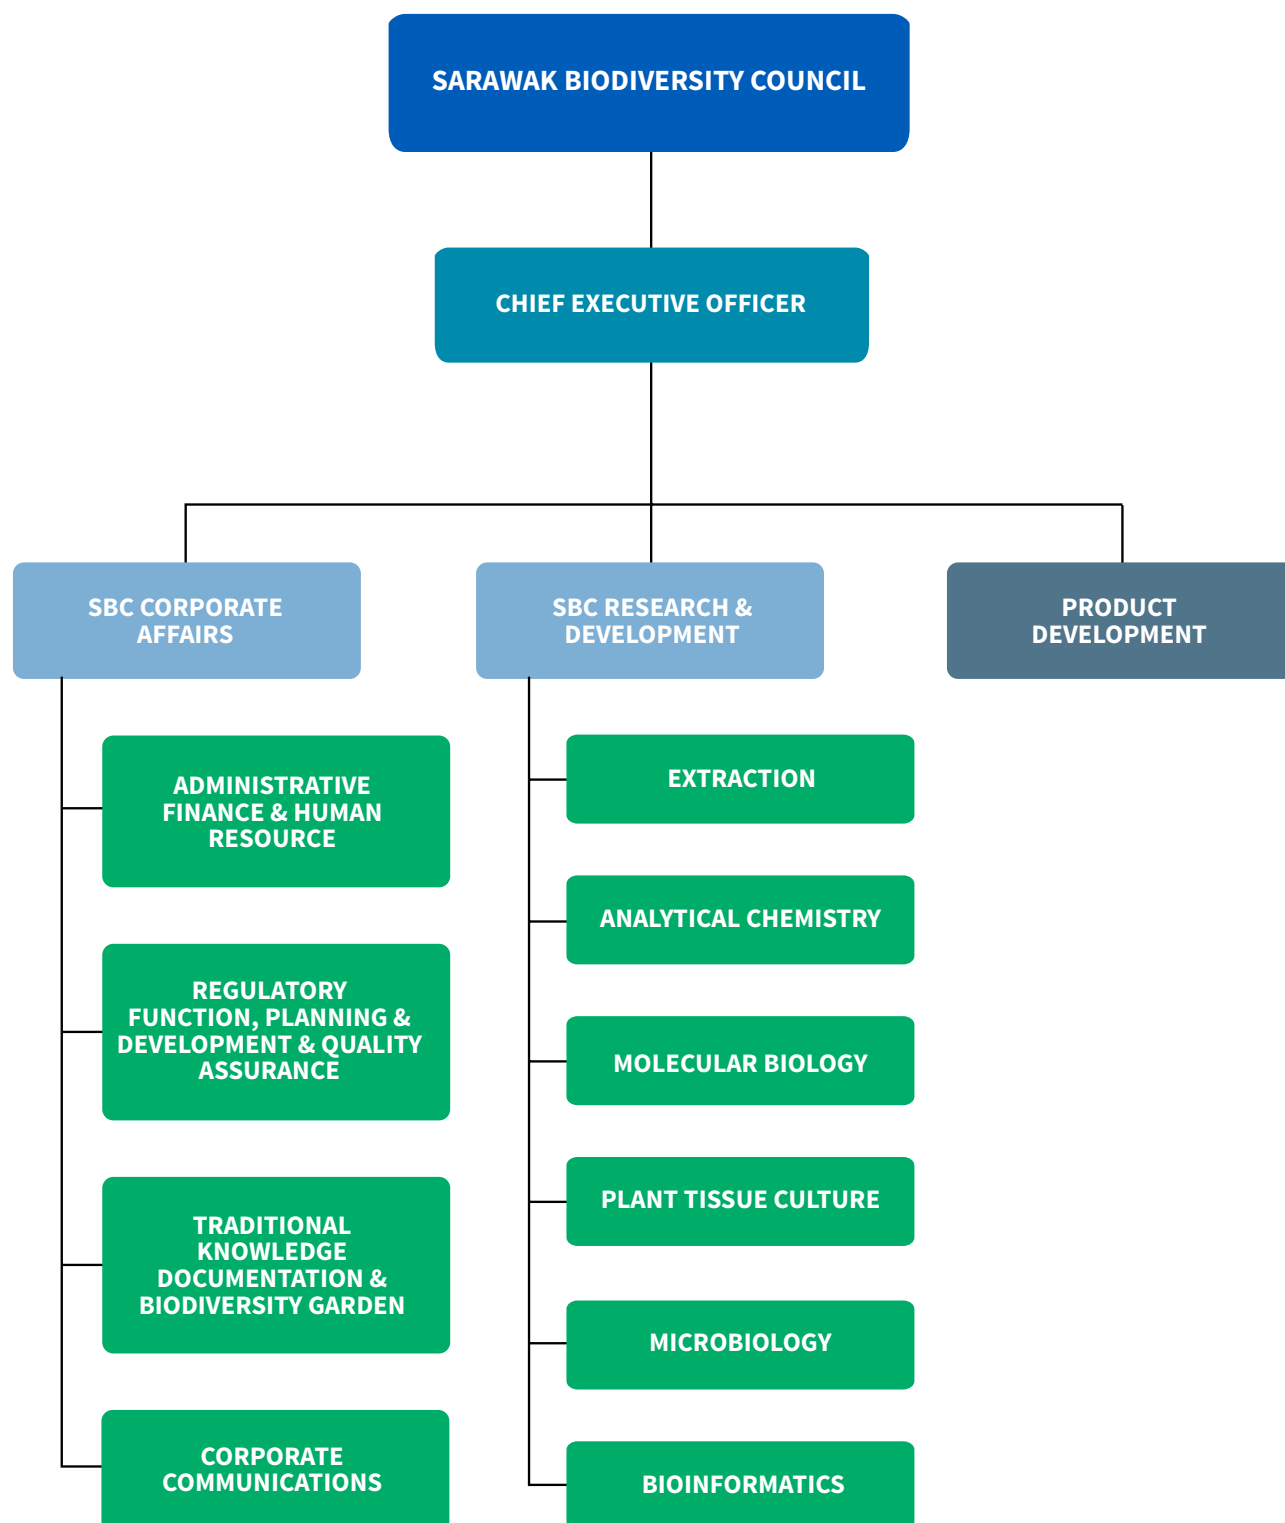 SARAWAK BIODIVERSITY COUNCIL
CHIEF EXECUTIVE OFFICER
SBC CORPORATE
AFFAIRS
SBC RESEARCH &
DEVELOPMENT
PRODUCT
DEVELOPMENT
ADMINISTRATIVE
FINANCE & HUMAN
RESOURCE
REGULATORY
FUNCTION, PLANNING &
DEVELOPMENT & QUALITY
ASSURANCE
TRADITIONAL
KNOWLEDGE
DOCUMENTATION &
BIODIVERSITY GARDEN
CORPORATE
COMMUNICATIONS
EXTRACTION
ANALYTICAL CHEMISTRY
MOLECULAR BIOLOGY
PLANT TISSUE CULTURE
MICROBIOLOGY
BIOINFORMATICS